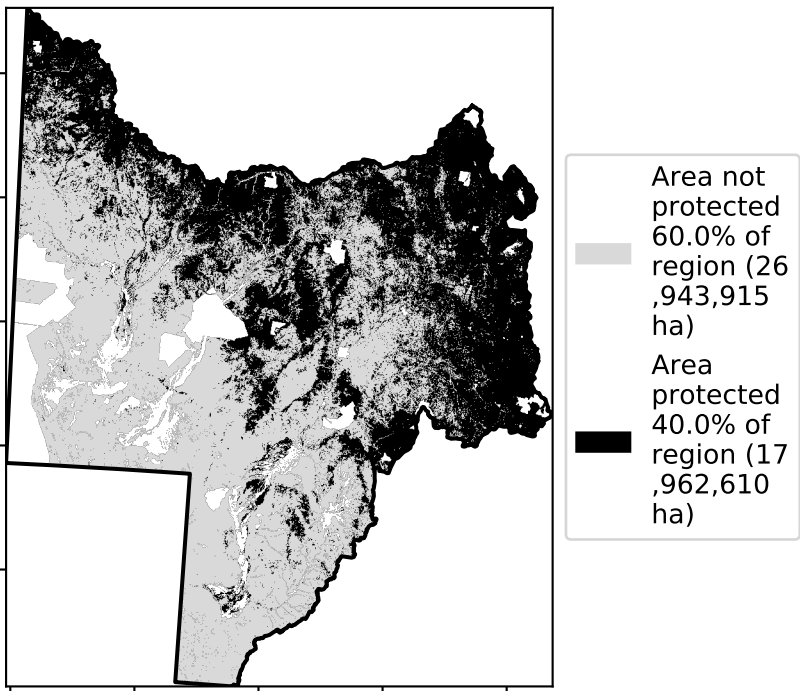 Area not
protected
60.0% of
region (26
,943,915
ha)
Area
protected
40.0% of
region (17
,962,610
ha)